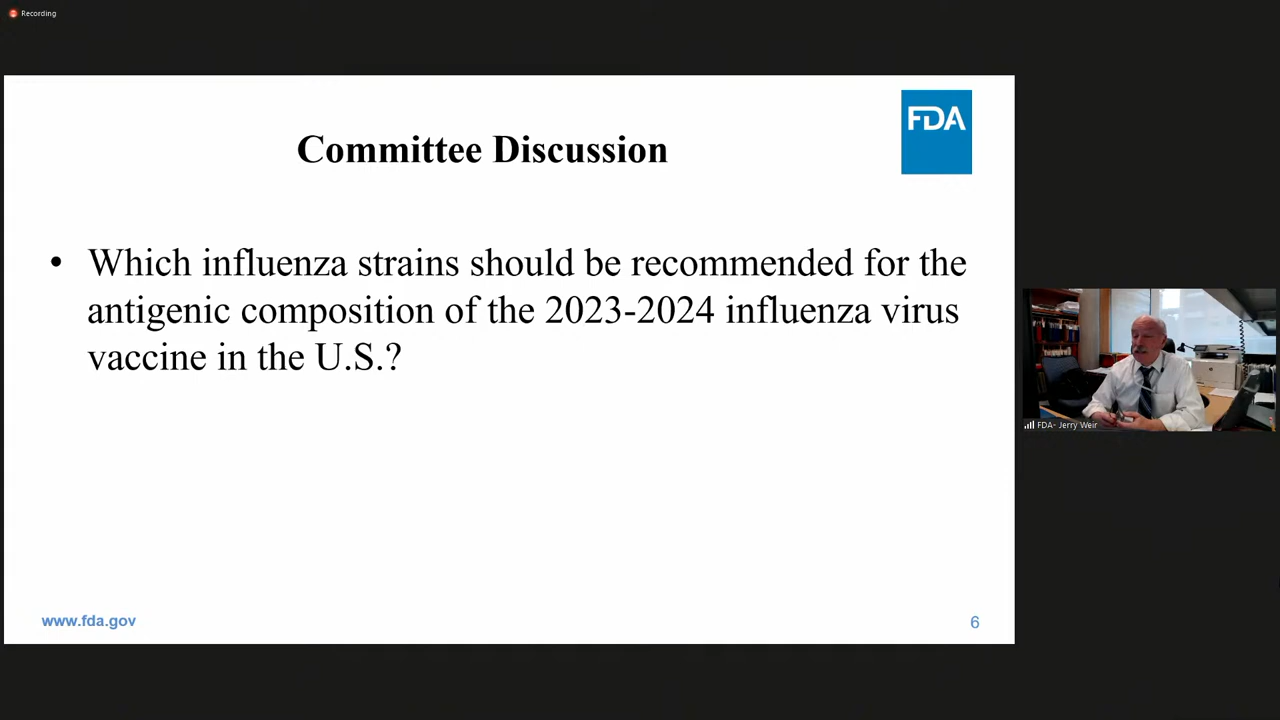 Recording
FDA
Committee Discussion
• Which influenza strains should be recommended for the
antigenic composition of the 2023-2024 influenza virus
vaccine in the U.S.?
FDA- Jerry Weir
www.fda.gov
6